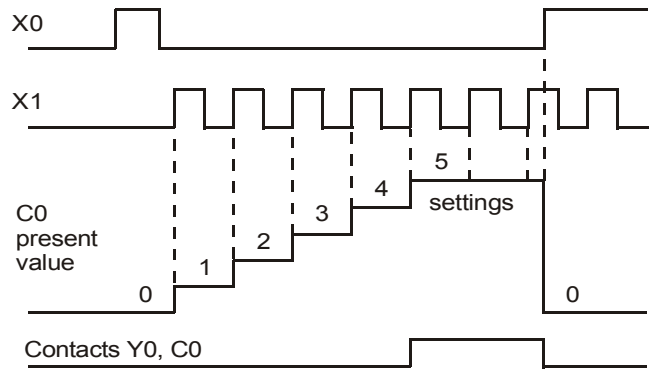 X0
X1
5
settings
4
3
2
1
0
C0
present
value
0
Contacts Y0, C0